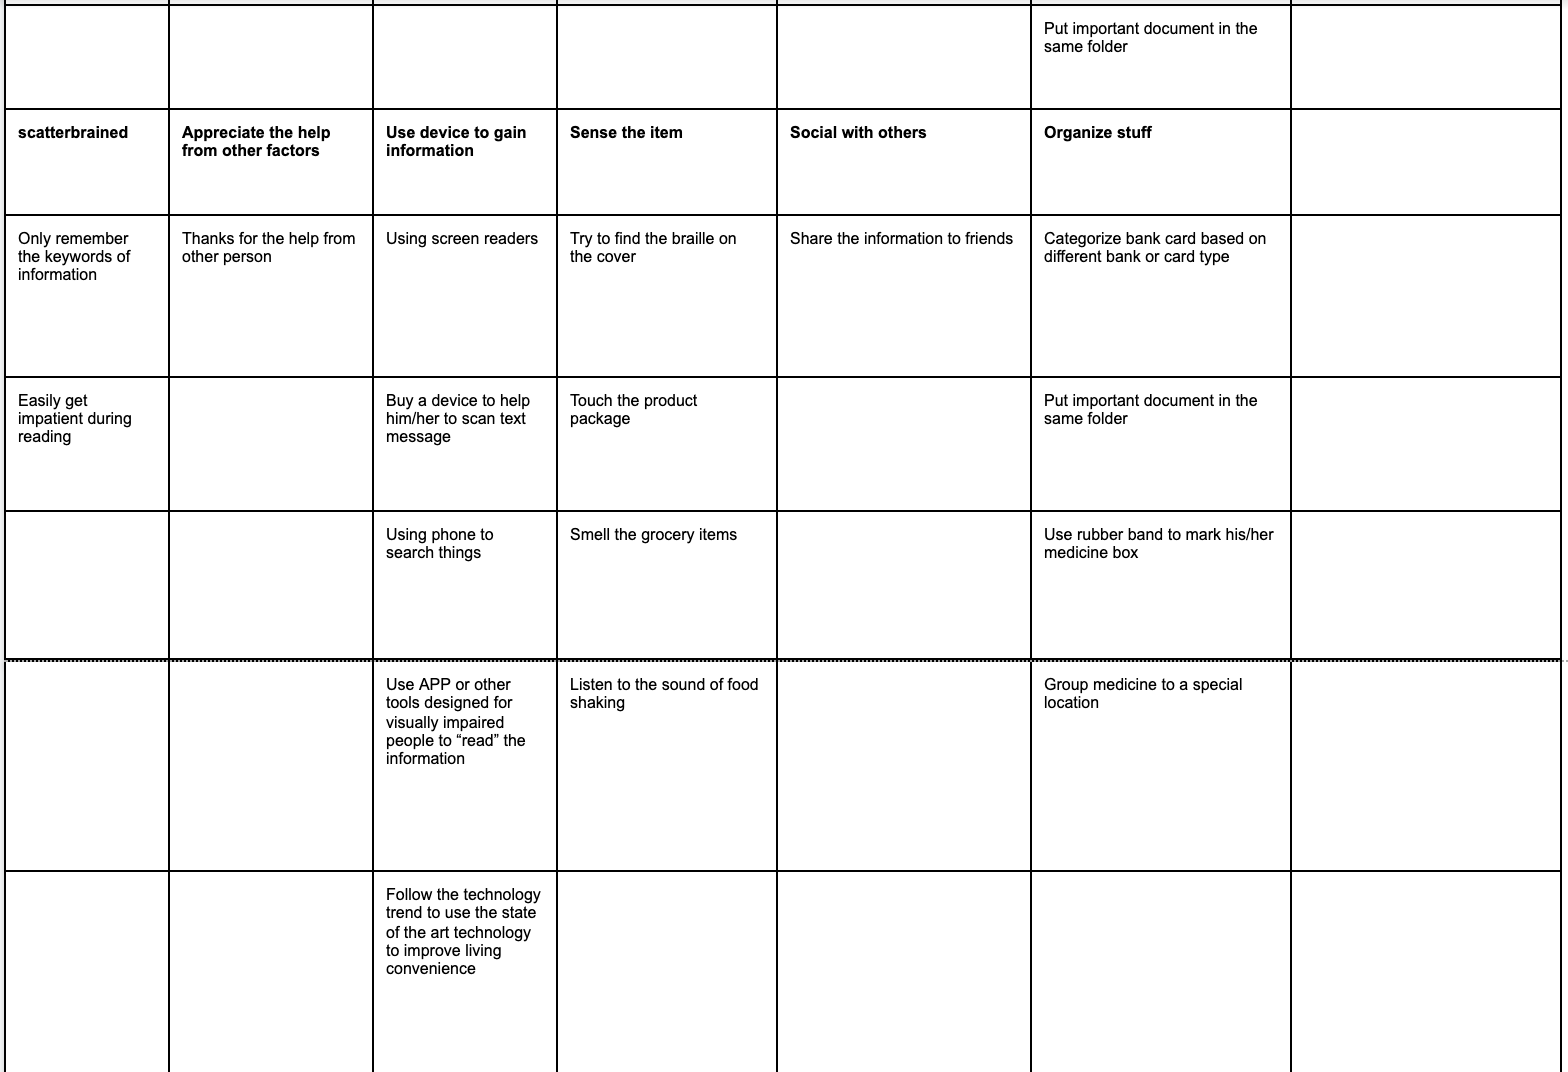 Put important document in the
same folder
scatterbrained
Appreciate the help
from other factors
Use device to gain
information
Sense the item
Social with others
Organize stuff
Only remember
the keywords of
information
Thanks for the help from
other person
Using screen readers
Try to find the braille on
the cover
Share the information to friends
Categorize bank card based on
different bank or card type
Easily get
impatient during
reading
Buy a device to help
him/her to scan text
message
Touch the product
package
Put important document in the
same folder
Using phone to
search things
Smell the grocery items
Use rubber band to mark his/her
medicine box
Use APP or other
tools designed for
visually impaired
people to “read” the
information
Listen to the sound of food
shaking
Group medicine to a special
location
Follow the technology
trend to use the state
of the art technology
to improve living
convenience